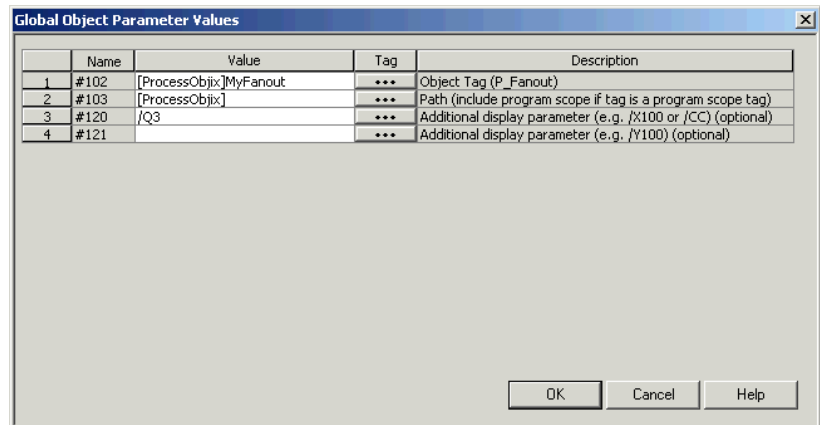 Global Object Parameter Values
Name Value Tag Description
1 #102 [ProcessObjix]MyFanout ••• Object Tag (P_Fanout)
2 #103 [ProcessObjix] ••• Path (include program scope if tag is a program scope tag)
3 #120 /Q3 ••• Additional display parameter (e.g. /X100 or /CC) (optional)
4 #121 ••• Additional display parameter (e.g. /Y100) (optional)
OK Cancel Help